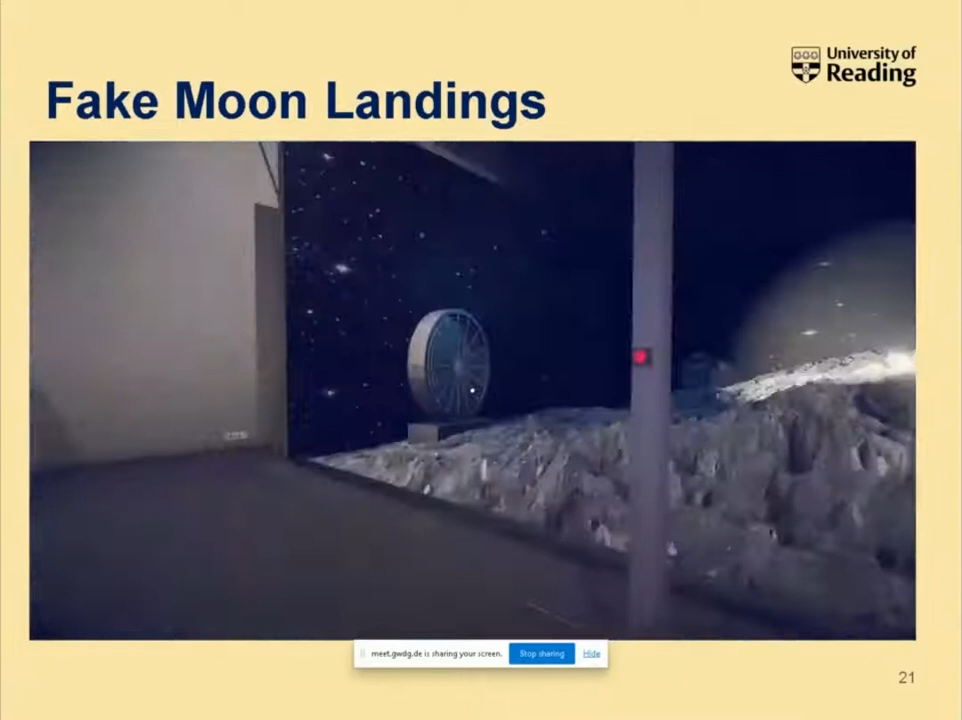 University of
Reading
Fake Moon Landings
meet.gwdg.de is sharing your screen. Stop sharing Hide
21